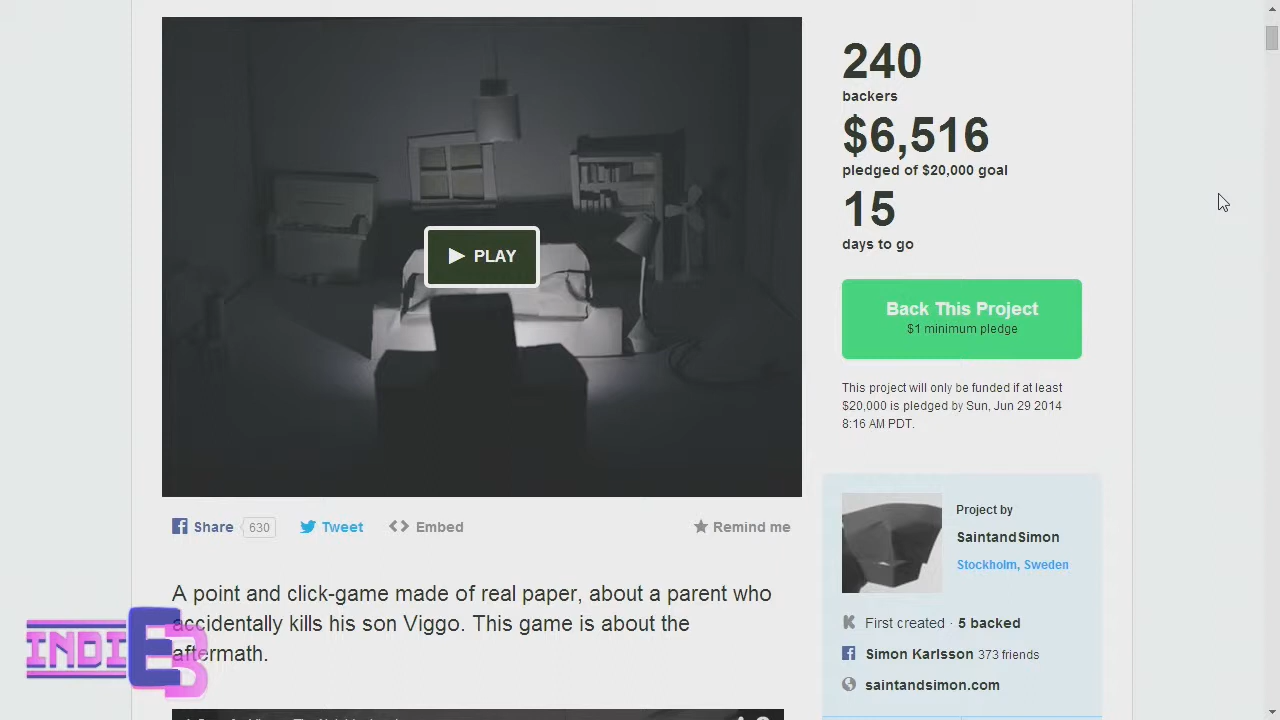 240
backers
$6,516
pledged of $20,000 goal
15
days to go
PLAY
Back This Project
$1 minimum pledge
This project will only be funded if at least
$20,000 is pledged by Sun, Jun 29 2014
8:16 AM PDT.
Share 630 Tweet Embed Remind me
Project by
SaintandSimon
Stockholm, Sweden
A point and click-game made of real paper, about a parent who
accidentally kills his son Viggo. This game is about the
aftermath.
First created · 5 backed
Simon Karlsson 373 friends
saintandsimon.com
INDIE3